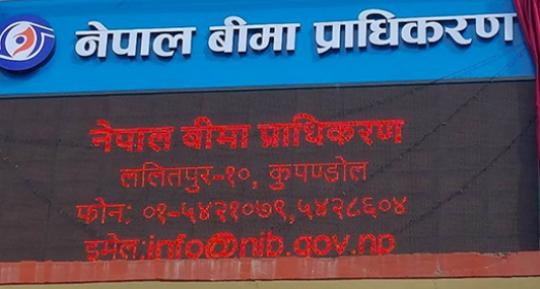 नेपाल बीमा प्राधिकरण
नेपाल बीमा प्राधिकरण
ललितपुर-१०, कुपण्डोल
फोन: ०१-५४२१०७९,५४२८६०४
इमेल:info@nib.gov.np